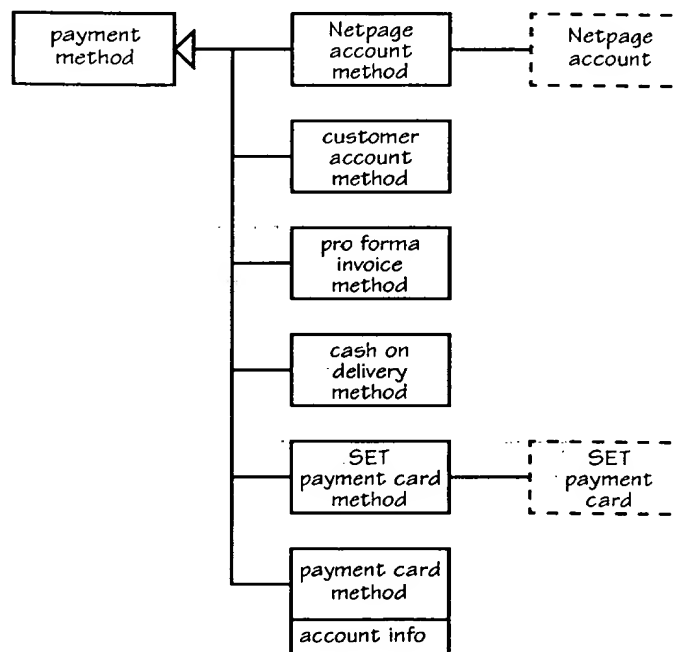 payment
method
Netpage
account
method
Netpage
account
customer
account
method
pro forma
invoice
method
cash on
delivery
method
SET
payment card
method
SET
payment
card
payment card
method
account info